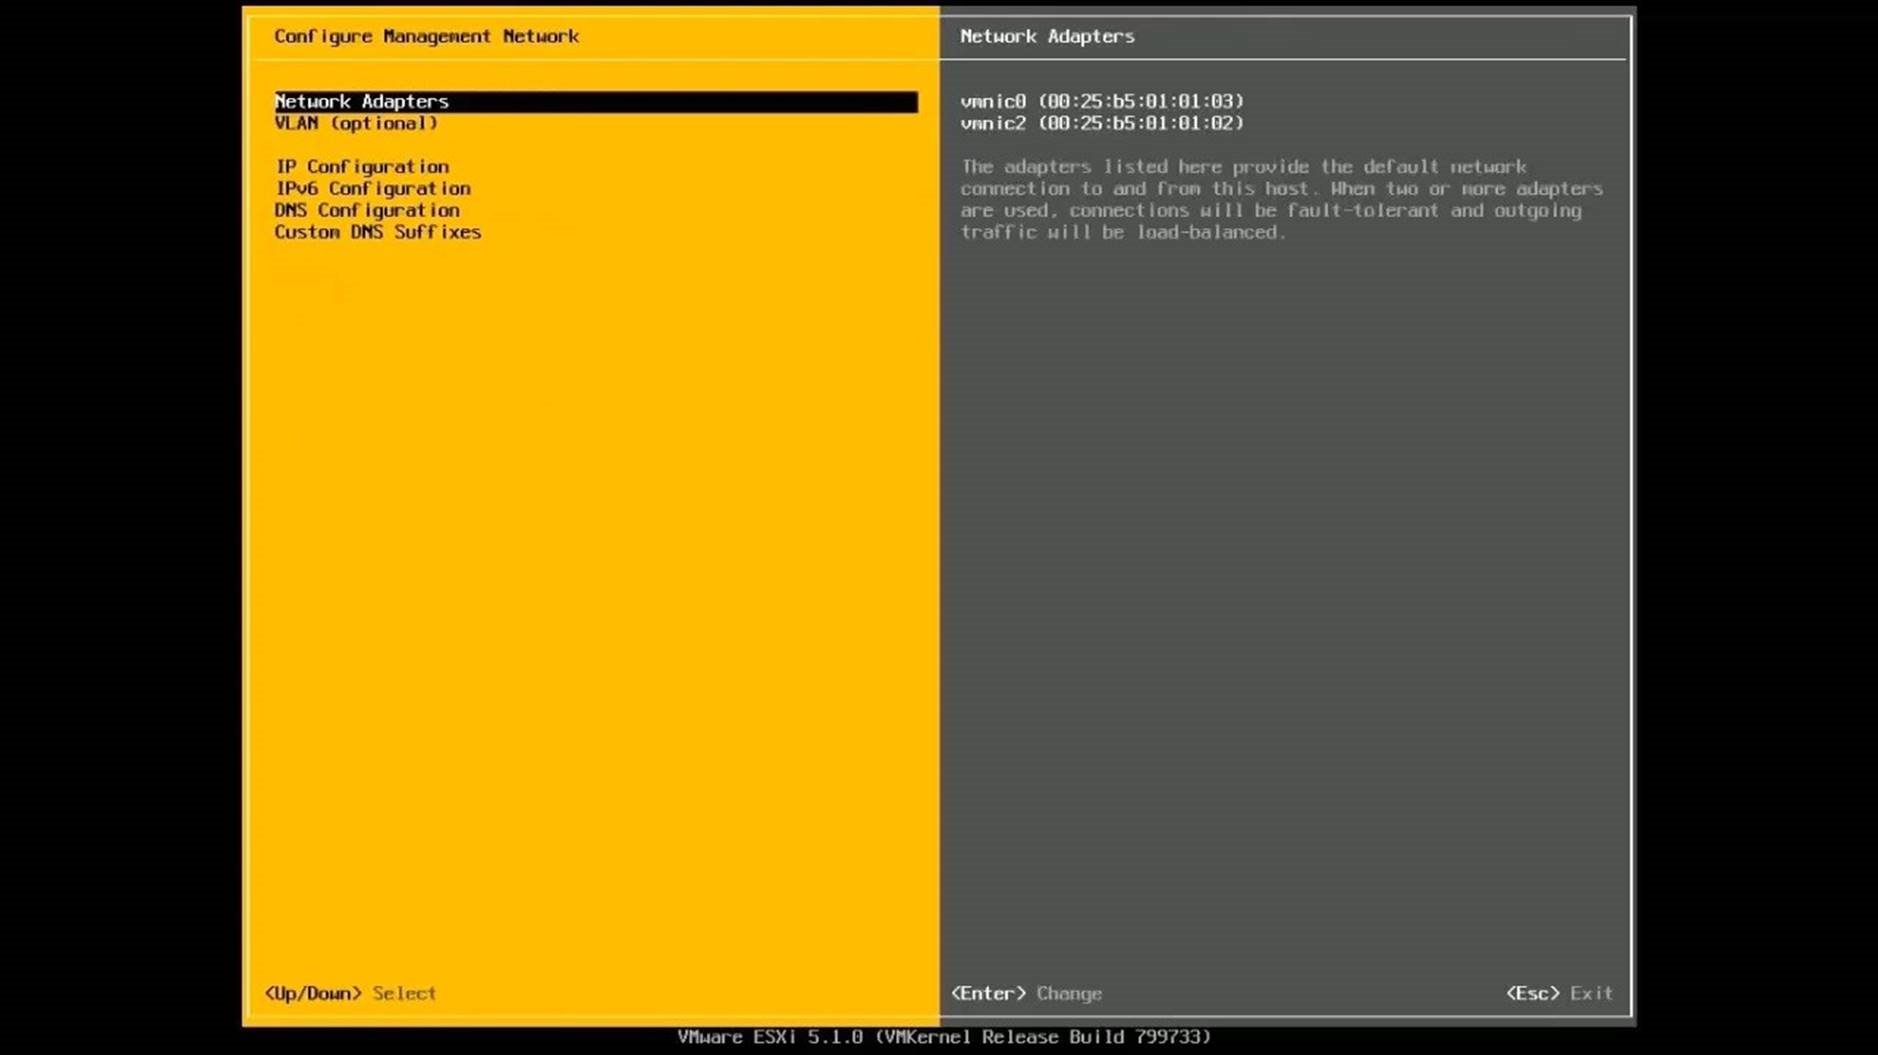 Configure Management Network
Network Adapters
VLAN (optional)
IP Configuration
IPv6 Configuration
DNS Configuration
Custom DNS Suffixes
<Up/Down> Select
Network Adapters
vmnic0 (00:25:b5:01:01:03)
vmnic2 (00:25:b5:01:01:02)
The adapters listed here provide the default network
connection to and from this host. When two or more adapters
are used, connections will be fault-tolerant and outgoing
traffic will be load-balanced.
<Enter> Change
<Esc> Exit
VMware ESXi 5.1.0 (VMKernel Release Build 799733)